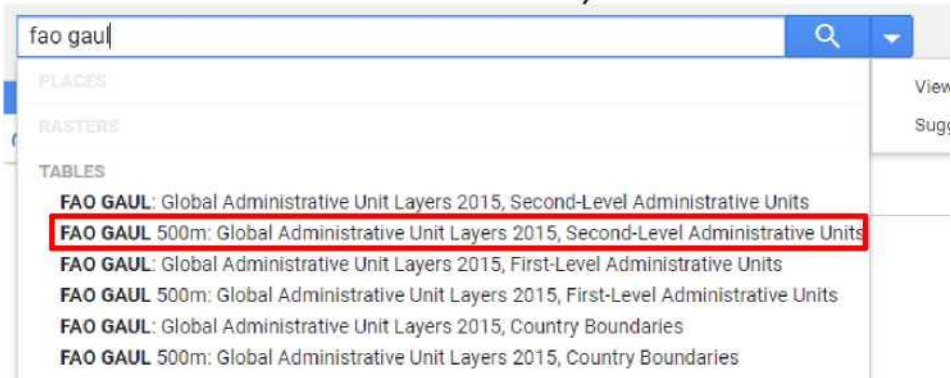 fao gaul
PLACES
View
RASTERS
Sugg
TABLES
FAO GAUL: Global Administrative Unit Layers 2015, Second-Level Administrative Units
FAO GAUL 500m: Global Administrative Unit Layers 2015, Second-Level Administrative Units
FAO GAUL: Global Administrative Unit Layers 2015, First-Level Administrative Units
FAO GAUL 500m: Global Administrative Unit Layers 2015, First-Level Administrative Units
FAO GAUL: Global Administrative Unit Layers 2015, Country Boundaries
FAO GAUL 500m: Global Administrative Unit Layers 2015, Country Boundaries